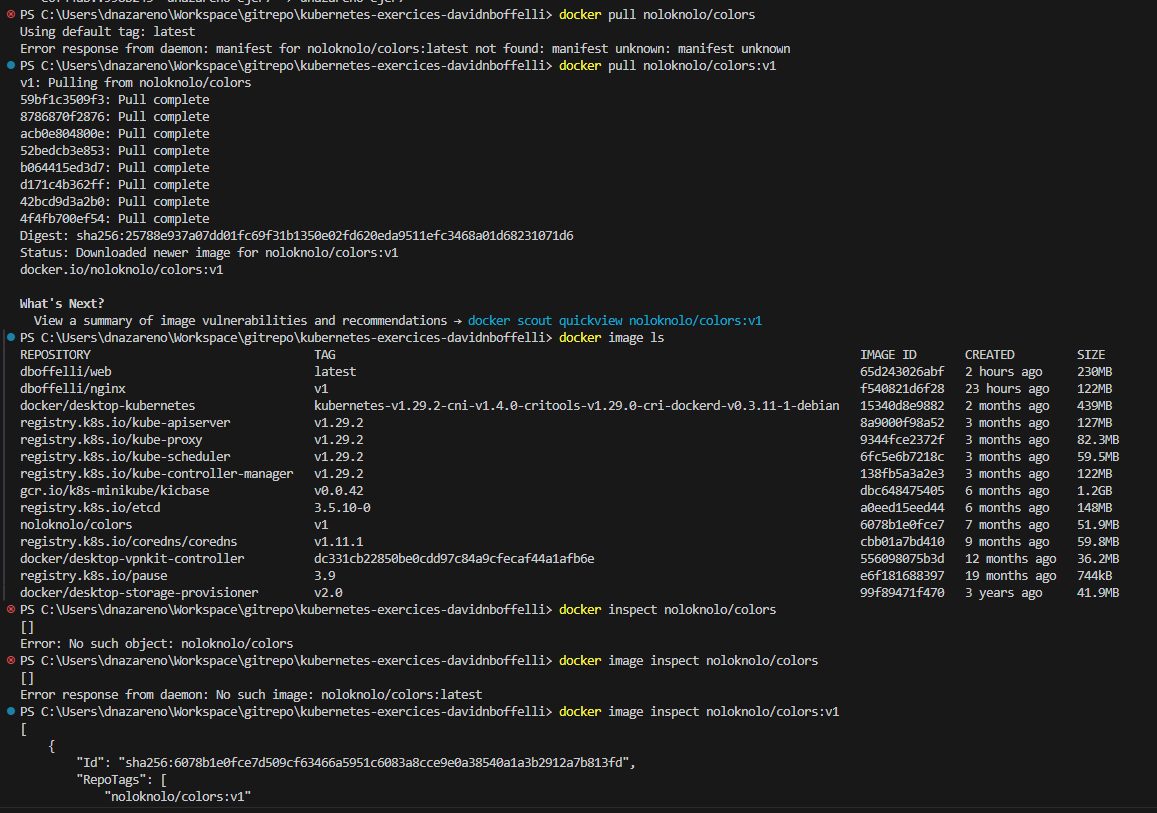 PS C:\Users\dnazareno\Workspace\gitrepo\kubernetes-exercices-davidnboffelli> docker pull noloknolo/colors
Using default tag: latest
Error response from daemon: manifest for noloknolo/colors:latest not found: manifest unknown: manifest unknown
PS C:\Users\dnazareno\Workspace\gitrepo\kubernetes-exercices-davidnboffelli> docker pull noloknolo/colors:v1
v1: Pulling from noloknolo/colors
59bf1c3509f3: Pull complete
8786870f2876: Pull complete
acb0e804800e: Pull complete
52bedcb3e853: Pull complete
b064415ed3d7: Pull complete
d171c4b362ff: Pull complete
42bcd9d3a2b0: Pull complete
4f4fb700ef54: Pull complete
Digest: sha256:25788e937a07dd01fc69f31b1350e02fd620eda9511efc3468a01d68231071d6
Status: Downloaded newer image for noloknolo/colors:v1
docker.io/noloknolo/colors:v1
What's Next?
View a summary of image vulnerabilities and recommendations → docker scout quickview noloknolo/colors:v1
PS C:\Users\dnazareno\Workspace\gitrepo\kubernetes-exercices-davidnboffelli> docker image ls
REPOSITORY TAG IMAGE ID CREATED SIZE
dboffelli/web latest 65d243026abf 2 hours ago 230MB
dboffelli/nginx v1 f540821d6f28 23 hours ago 122MB
docker/desktop-kubernetes kubernetes-v1.29.2-cni-v1.4.0-critools-v1.29.0-cri-dockerd-v0.3.11-1-debian 15340d8e9882 2 months ago 439MB
registry.k8s.io/kube-apiserver v1.29.2 8a9000f98a52 3 months ago 127MB
registry.k8s.io/kube-proxy v1.29.2 9344fce2372f 3 months ago 82.3MB
registry.k8s.io/kube-scheduler v1.29.2 6fc5e6b7218c 3 months ago 59.5MB
registry.k8s.io/kube-controller-manager v1.29.2 138fb5a3a2e3 3 months ago 122MB
gcr.io/k8s-minikube/kicbase v0.0.42 dbc648475405 6 months ago 1.2GB
registry.k8s.io/etcd 3.5.10-0 a0eed15eed44 6 months ago 148MB
noloknolo/colors v1 6078b1e0fce7 7 months ago 51.9MB
registry.k8s.io/coredns/coredns v1.11.1 cbb01a7bd410 9 months ago 59.8MB
docker/desktop-vpnkit-controller dc331cb22850be0cdd97c84a9cfecaf44a1afb6e 556098075b3d 12 months ago 36.2MB
registry.k8s.io/pause 3.9 e6f181688397 19 months ago 744kB
docker/desktop-storage-provisioner v2.0 99f89471f470 3 years ago 41.9MB
PS C:\Users\dnazareno\Workspace\gitrepo\kubernetes-exercices-davidnboffelli> docker inspect noloknolo/colors
[]
Error: No such object: noloknolo/colors
PS C:\Users\dnazareno\Workspace\gitrepo\kubernetes-exercices-davidnboffelli> docker image inspect noloknolo/colors
[]
Error response from daemon: No such image: noloknolo/colors:latest
PS C:\Users\dnazareno\Workspace\gitrepo\kubernetes-exercices-davidnboffelli> docker image inspect noloknolo/colors:v1
[
{
"Id": "sha256:6078b1e0fce7d509cf63466a5951c6083a8cce9e0a38540a1a3b2912a7b813fd",
"RepoTags": [
"noloknolo/colors:v1"